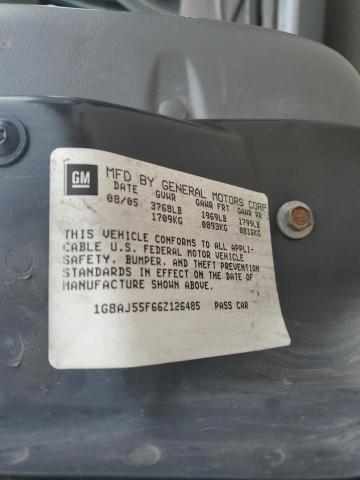 GM
MFD BY GENERAL MOTORS CORP
DATE GVWR GAWR FRT GAWR RR
08/05 3768LB 1969LB 1799LB
1709KG 0893KG 0816KG
THIS VEHICLE CONFORMS TO ALL APPLI-
CABLE U.S. FEDERAL MOTOR VEHICLE
SAFETY, BUMPER, AND THEFT PREVENTION
STANDARDS IN EFFECT ON THE DATE OF
MANUFACTURE SHOWN ABOVE.
1G8AJ55F66Z126485 PASS CAR